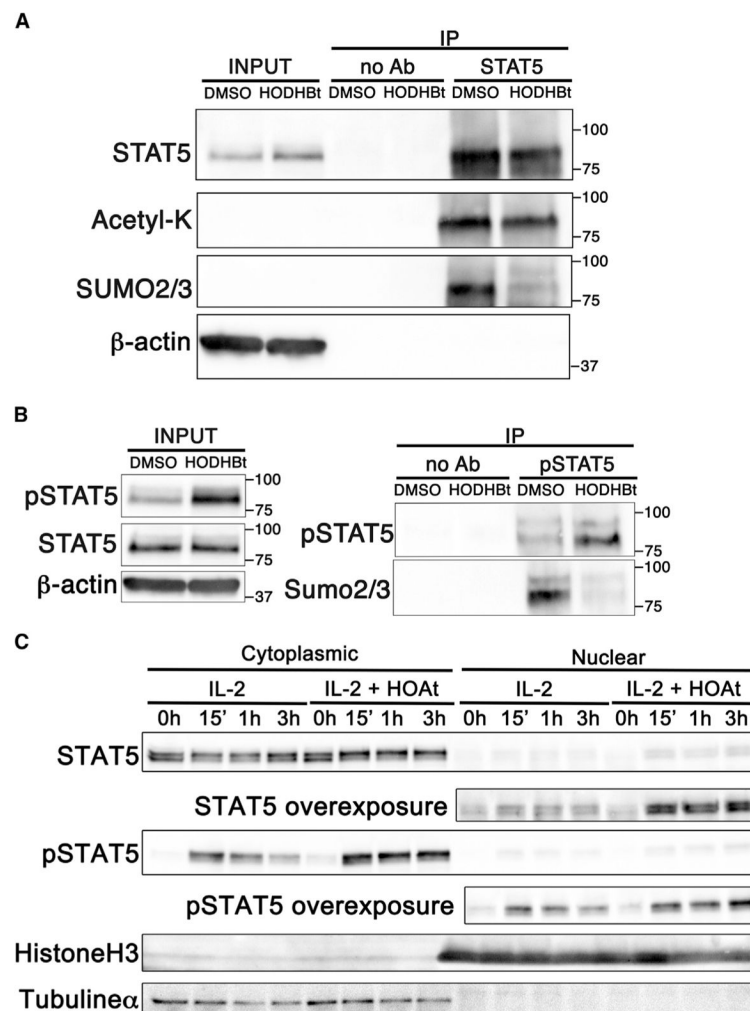 A
IP
INPUT no Ab STAT5
DMSO HODHBt DMSO HODHBt DMSO HODHBt
STAT5
-100
-75
Acetyl-K
-100
-75
SUMO2/3
-100
-75
β-actin
-37
B
INPUT
DMSO HODHBt
pSTAT5
-100
-75
STAT5
-100
-75
β-actin
-37
IP
no Ab pSTAT5
DMSO HODHBt DMSO HODHBt
pSTAT5
-100
-75
Sumo2/3
-100
-75
C
Cytoplasmic Nuclear
IL-2 IL-2 + HOAt IL-2 IL-2 + HOAt
0h 15' 1h 3h 0h 15' 1h 3h 0h 15' 1h 3h 0h 15' 1h 3h
STAT5
STAT5 overexposure
pSTAT5
pSTAT5 overexposure
HistoneH3
Tubulineα